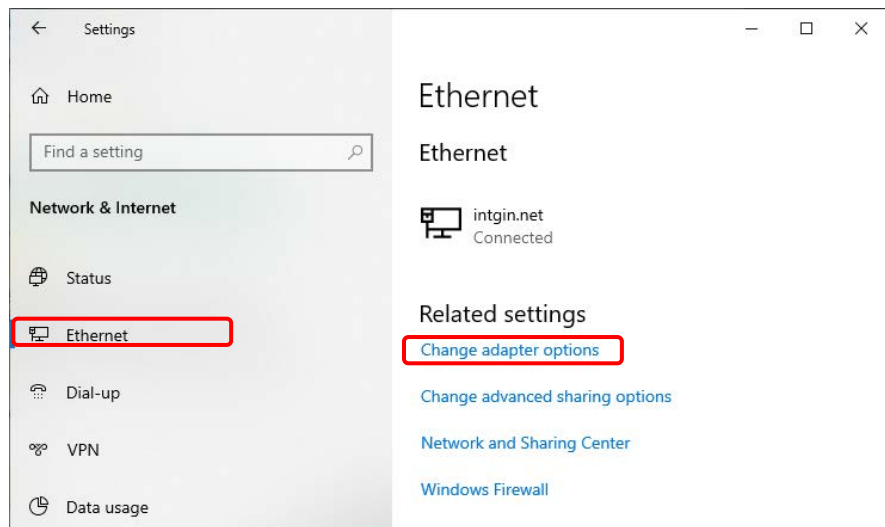 Settings
Home
Find a setting
Network & Internet
Status
Ethernet
Dial-up
VPN
Data usage
Ethernet
Ethernet
intgin.net
Connected
Related settings
Change adapter options
Change advanced sharing options
Network and Sharing Center
Windows Firewall